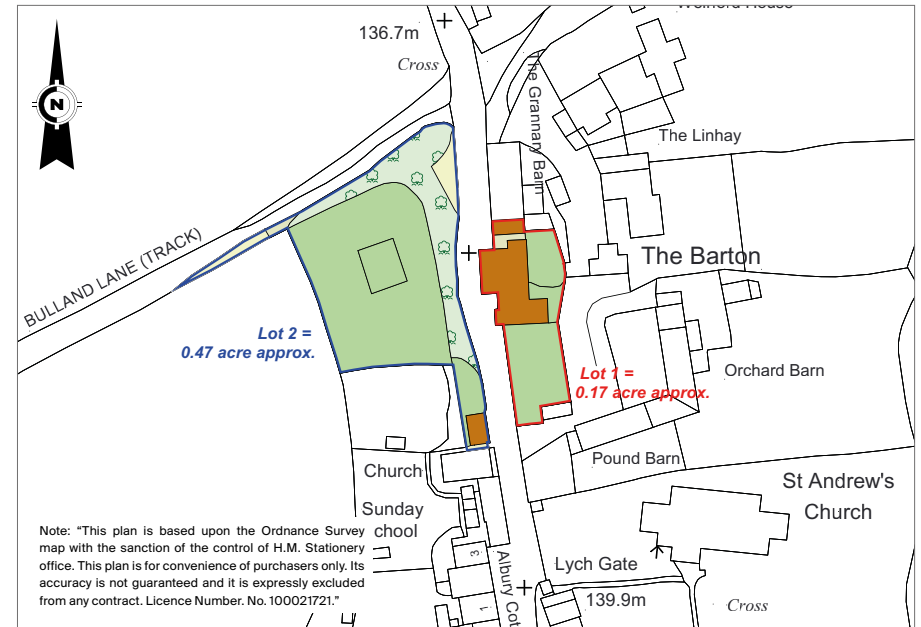 136.7m
Cross
N
The Grannary Barn
The Linhay
BULLAND LANE (TRACK)
The Barton
Lot 2 =
0.47 acre approx.
Lot 1 =
0.17 acre approx.
Orchard Barn
Pound Barn
Church
Sunday
chool
St Andrew's
Church
3
1
Albury Cot
Lych Gate
139.9m
Cross
Note: "This plan is based upon the Ordnance Survey
map with the sanction of the control of H.M. Stationery
office. This plan is for convenience of purchasers only. Its
accuracy is not guaranteed and it is expressly excluded
from any contract. Licence Number. No. 100021721."